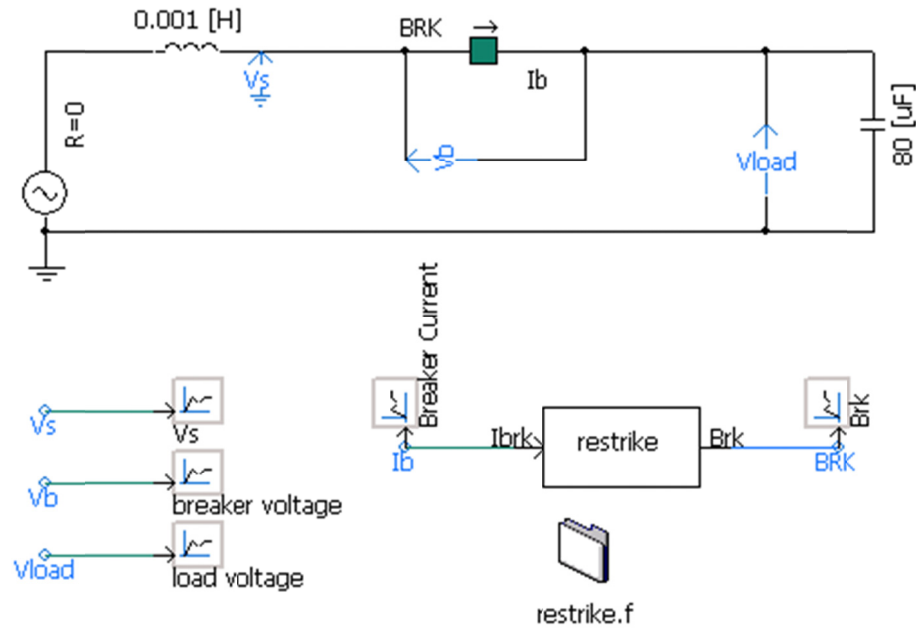 0.001 [H]
BRK
Vs
Ib
R=0
Vb
Vload
80 [uF]
Breaker Current
Vs
Vs
Ib
Ibrk
restrike
Brk
Brk
BRK
Vb
breaker voltage
Vload
load voltage
restrike.f